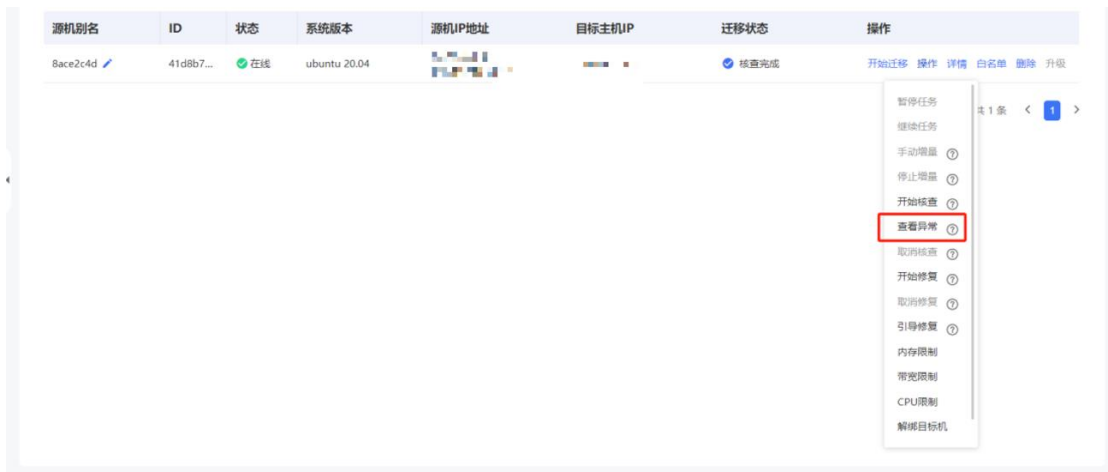 源机别名 ID 状态 系统版本 源机IP地址 目标主机IP 迁移状态 操作
8ace2c4d 41d8b7... 在线 ubuntu 20.04 核查完成 开始迁移 操作 详情 白名单 删除 升级
暂停任务
共 1 条 1
继续任务
手动增量
停止增量
开始核查
查看异常
取消核查
开始修复
取消修复
引导修复
内存限制
带宽限制
CPU限制
解绑目标机